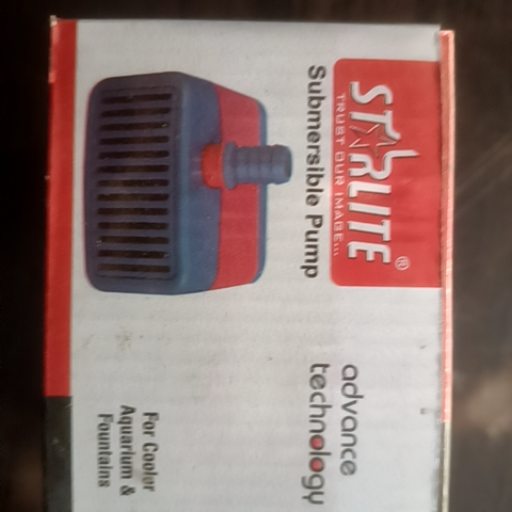 STARLITE®
TRUST OUR IMAGE...
Submersible Pump
advance
technology
For Cooler
Aquarium &
Fountains